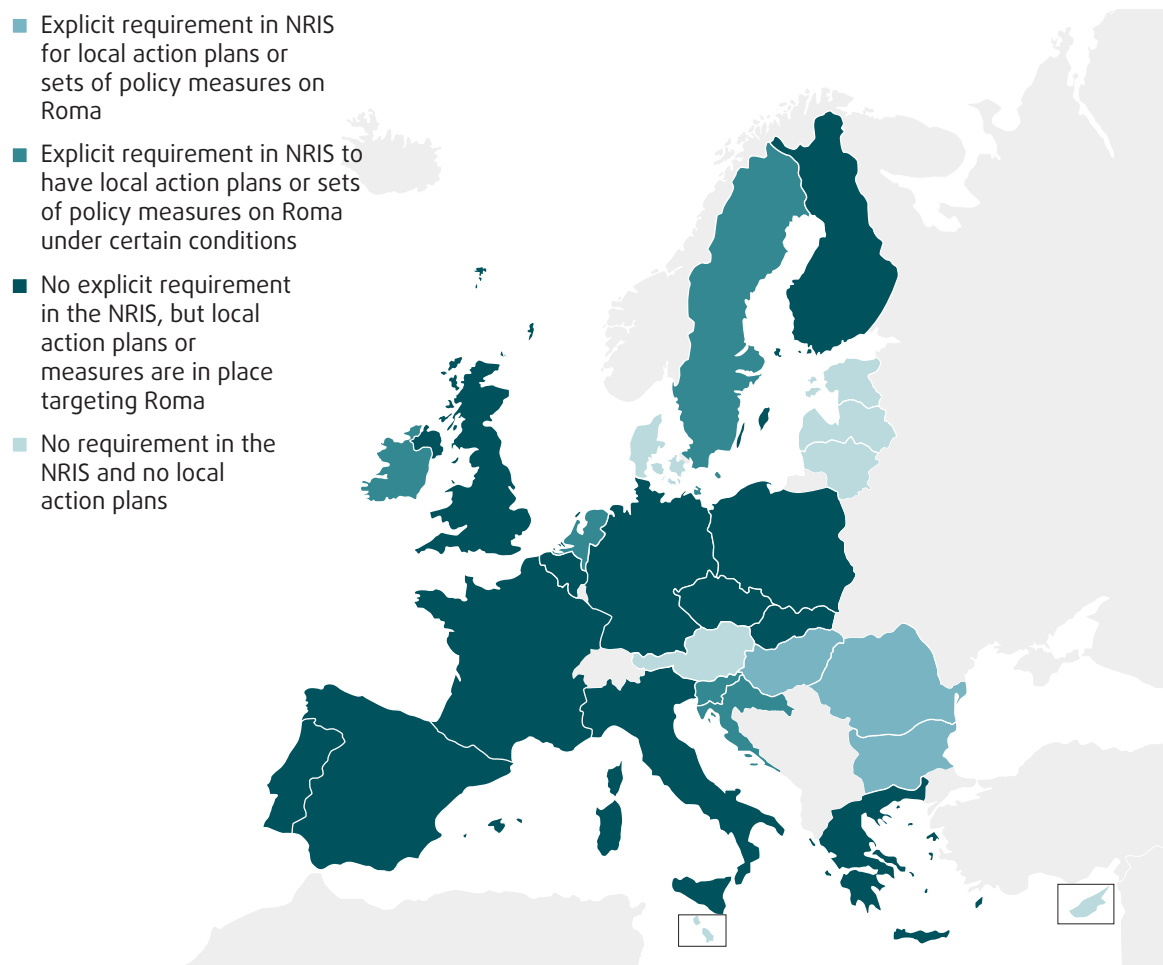 Explicit requirement in NRIS
for local action plans or
sets of policy measures on
Roma
Explicit requirement in NRIS to
have local action plans or sets
of policy measures on Roma
under certain conditions
No explicit requirement
in the NRIS, but local
action plans or
measures are in place
targeting Roma
No requirement in the
NRIS and no local
action plans